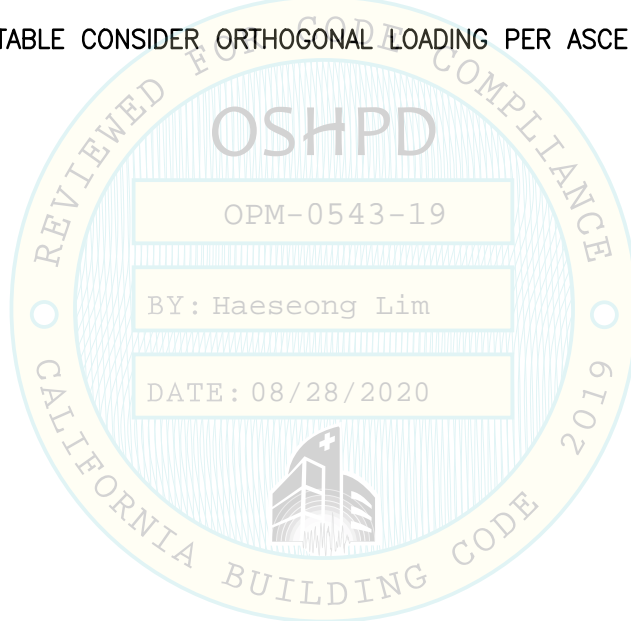 TABLE CONSIDER ORTHOGONAL LOADING PER ASCE
REVIEWED FOR CODE COMPLIANCE
OSHPD
OPM-0543-19
BY: Haeseong Lim
DATE: 08/28/2020
CALIFORNIA BUILDING CODE 2019